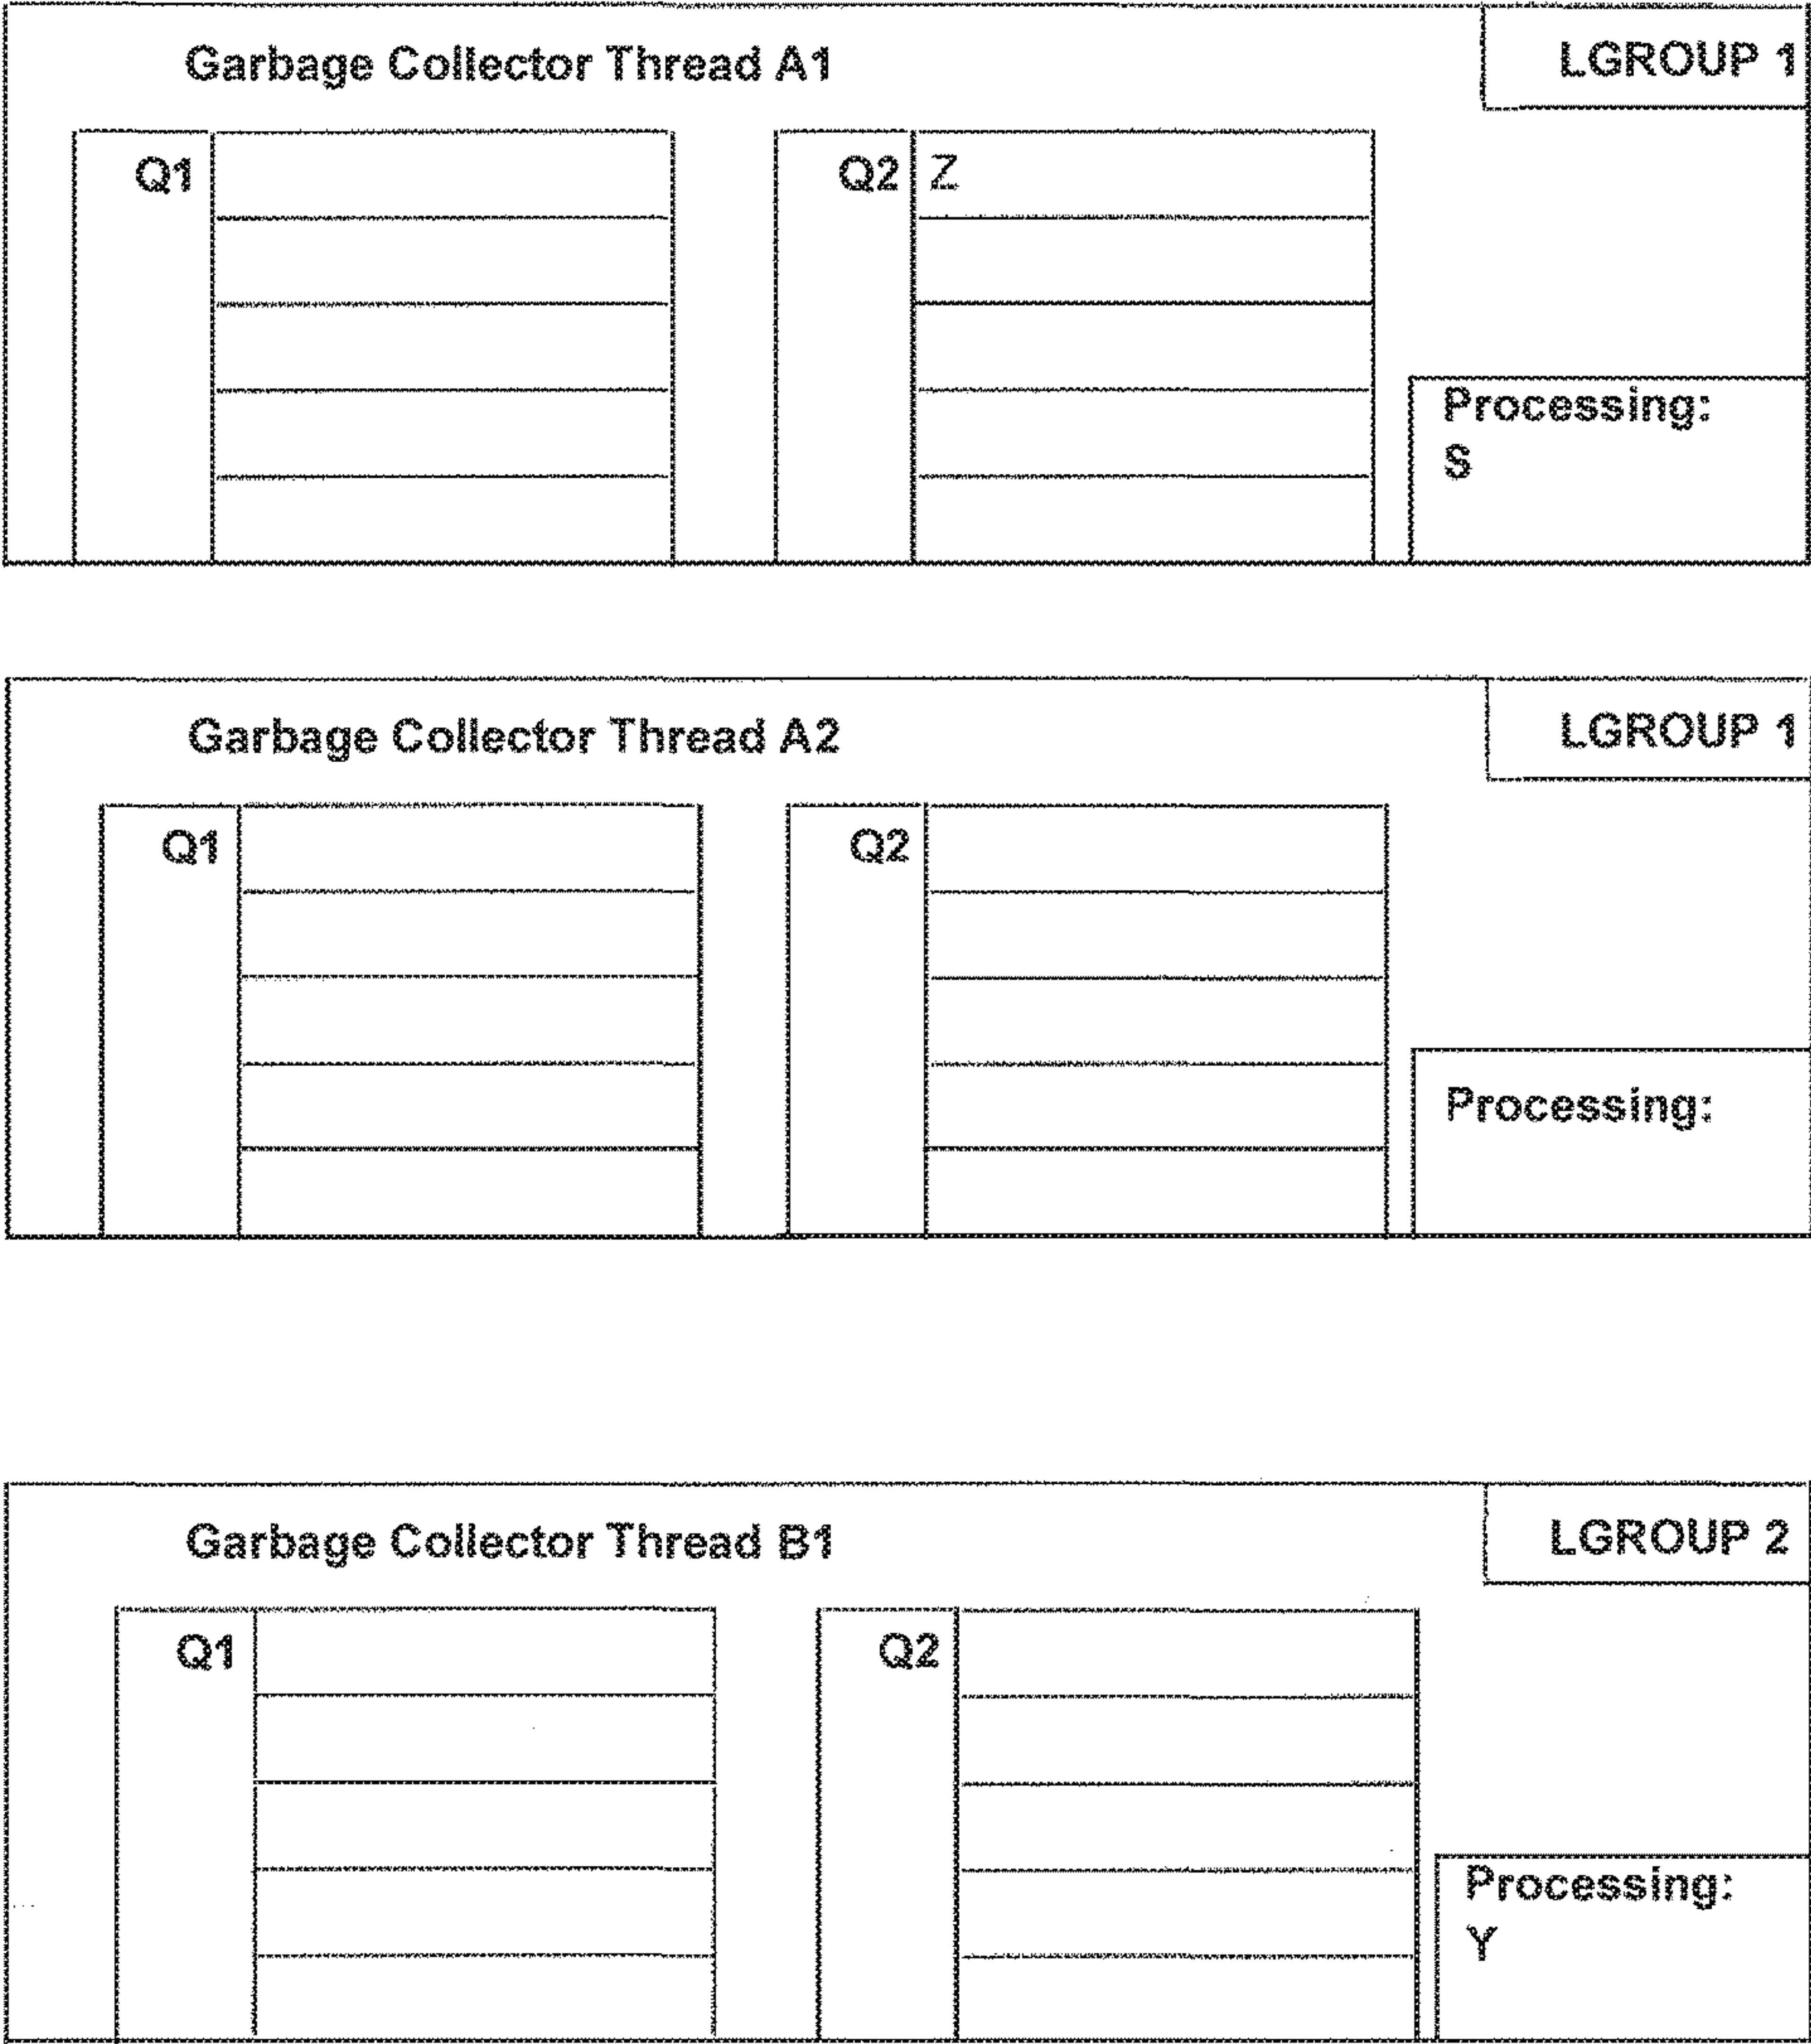 Garbage Collector Thread A1
LGROUP 1
Q1
Q2
Z
Processing:
S
Garbage Collector Thread A2
LGROUP 1
Q1
Q2
Processing:
Garbage Collector Thread B1
LGROUP 2
Q1
Q2
Processing:
Y